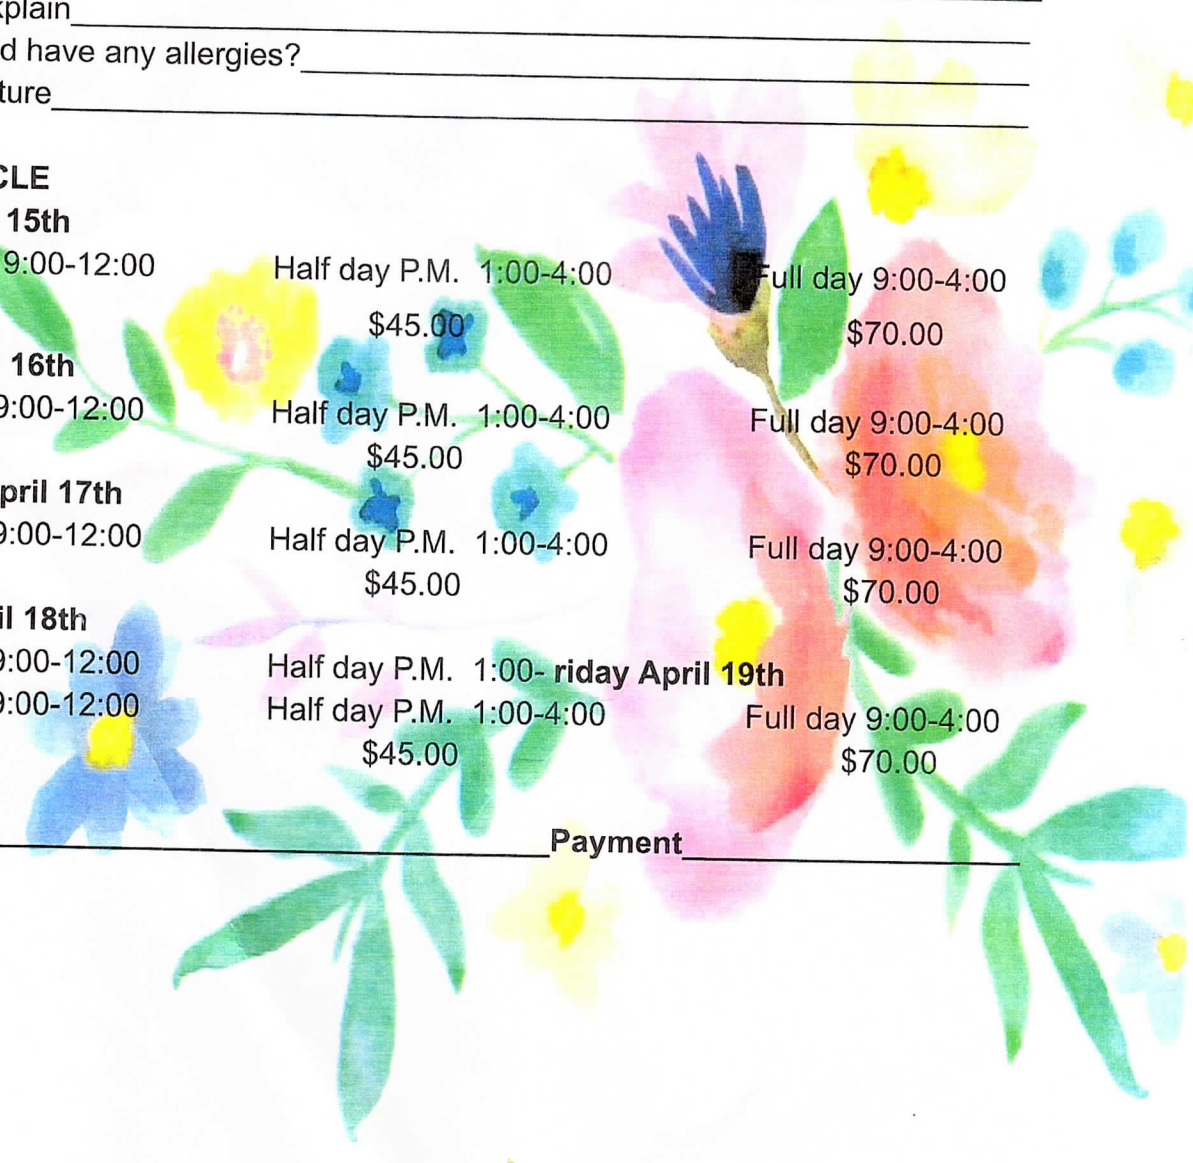 xplain
d have any allergies?
ture
CLE
15th
9:00-12:00 Half day P.M. 1:00-4:00 Full day 9:00-4:00
$45.00 $70.00
16th
9:00-12:00 Half day P.M. 1:00-4:00 Full day 9:00-4:00
$45.00 $70.00
pril 17th
9:00-12:00 Half day P.M. 1:00-4:00 Full day 9:00-4:00
$45.00 $70.00
il 18th
9:00-12:00 Half day P.M. 1:00- riday April 19th
9:00-12:00 Half day P.M. 1:00-4:00 Full day 9:00-4:00
$45.00 $70.00
Payment